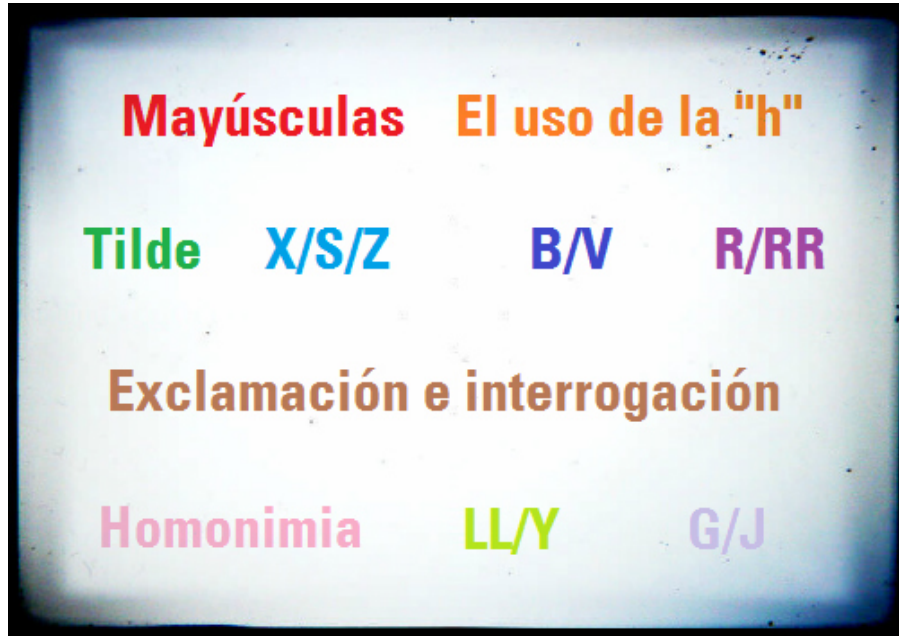 Mayúsculas El uso de la "h"
Tilde X/S/Z B/V R/RR
Exclamación e interrogación
Homonimia LL/Y G/J